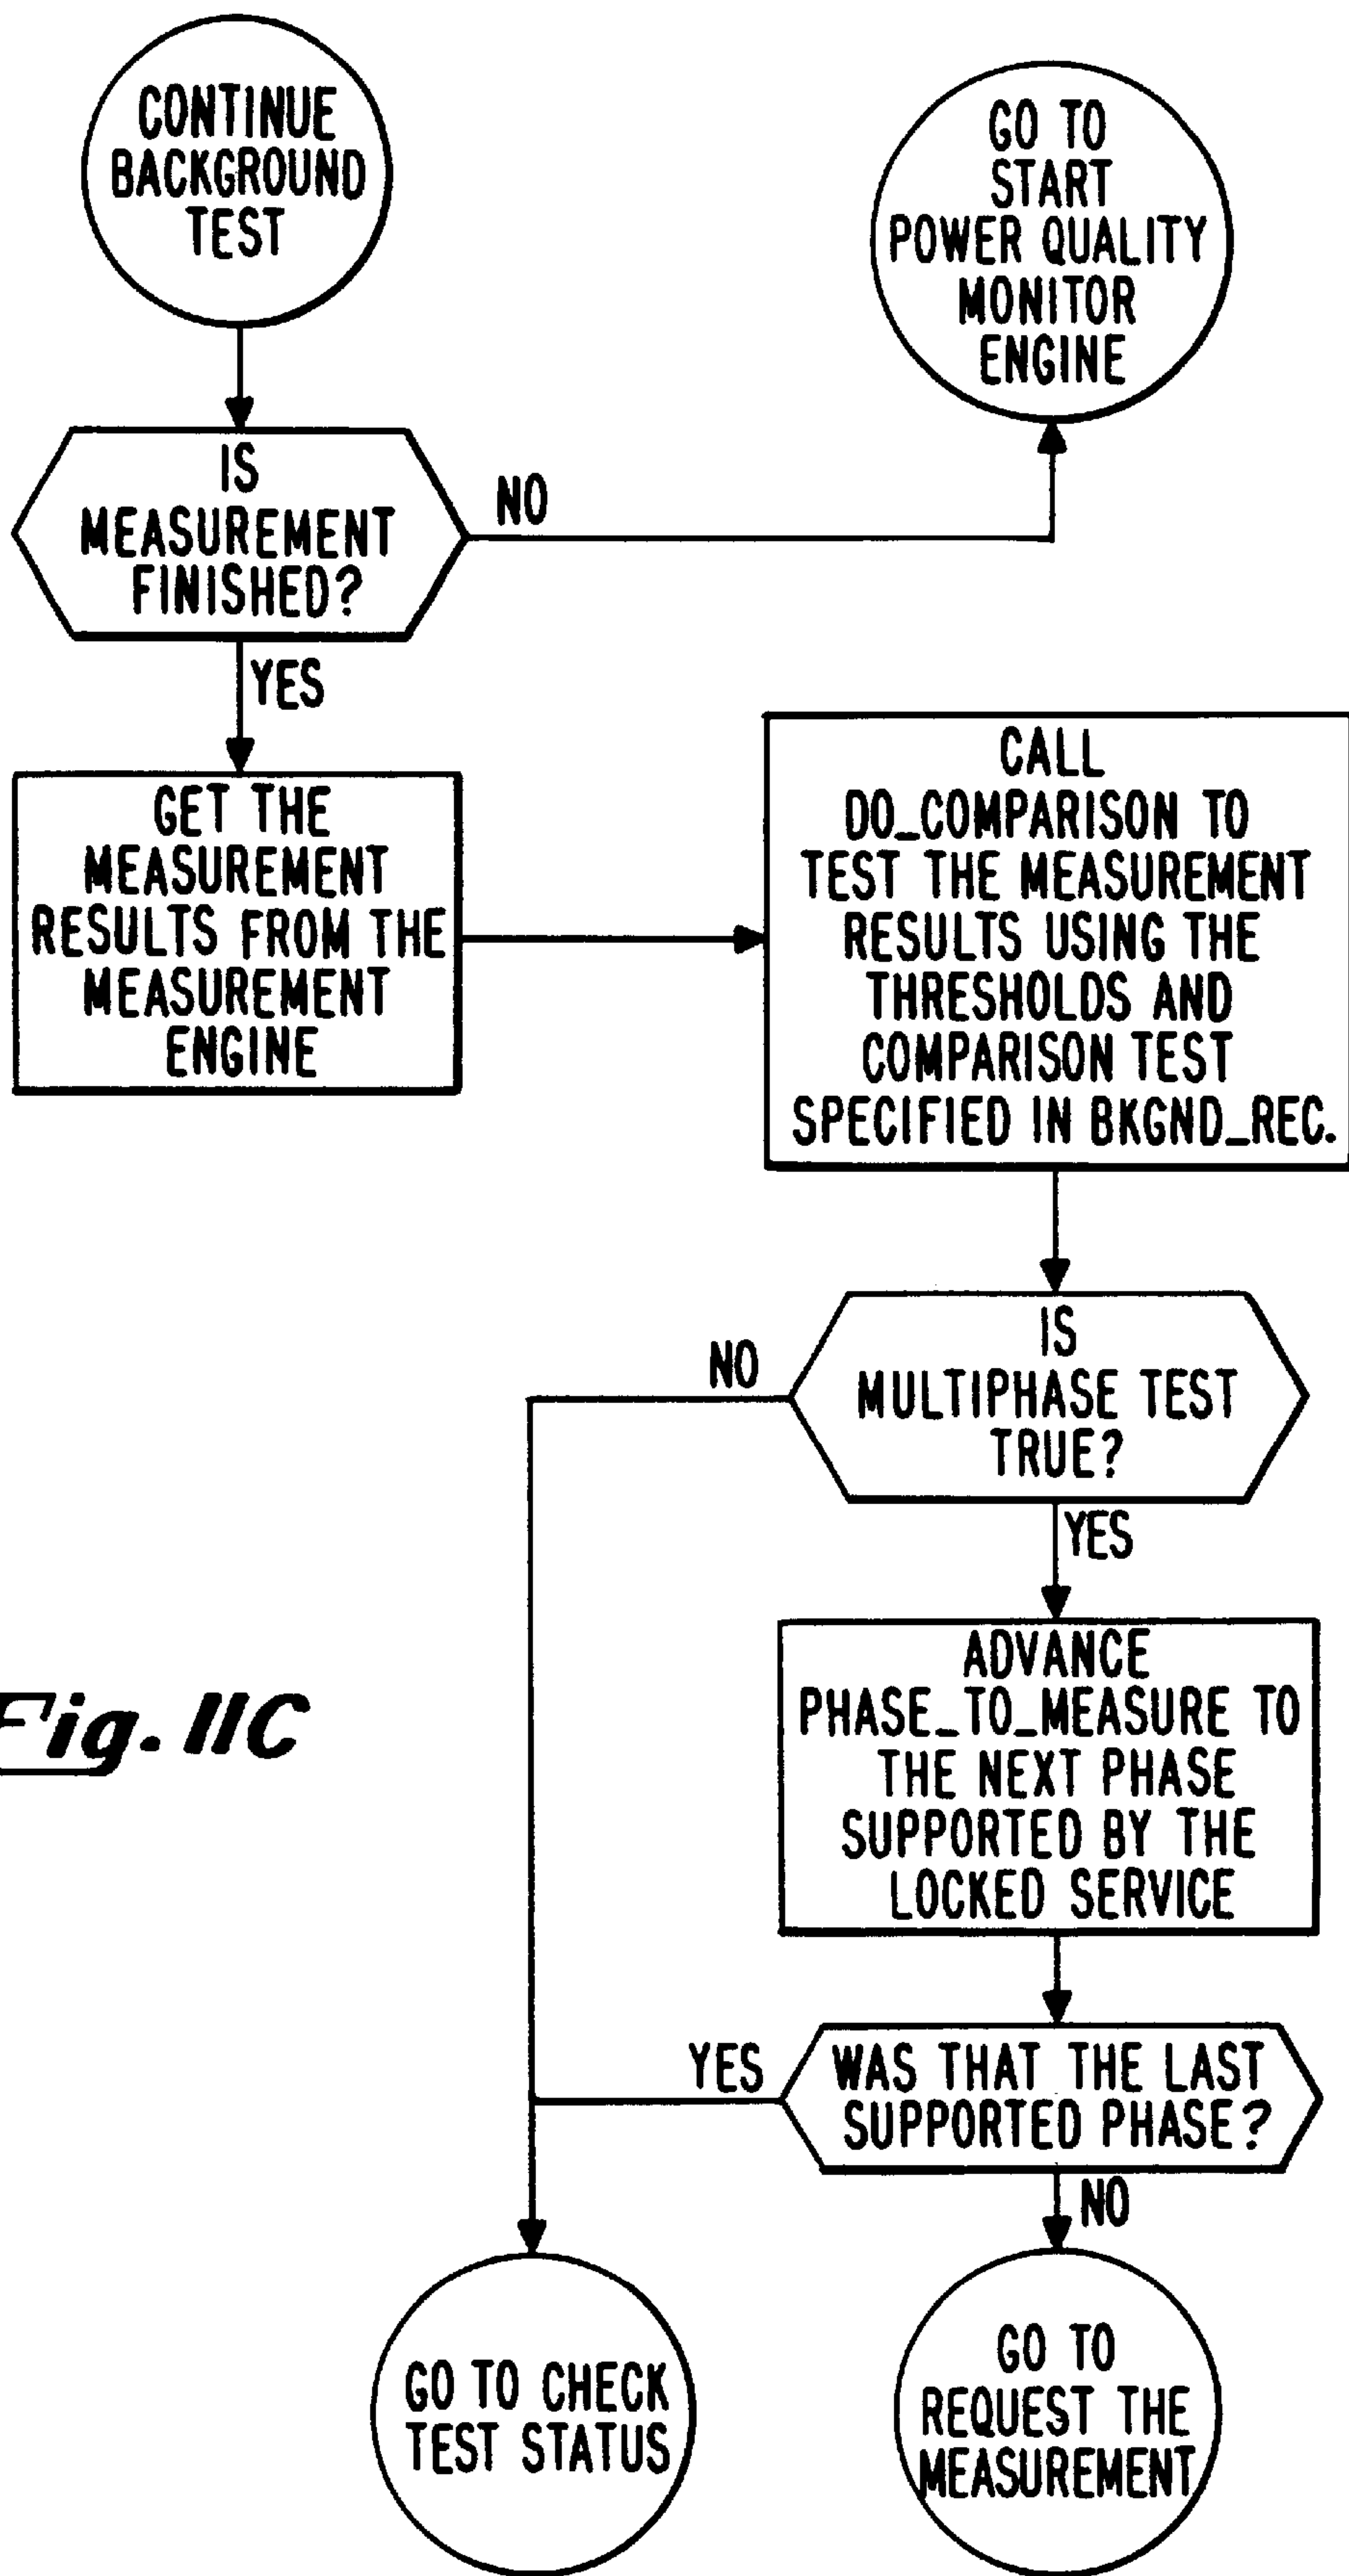 CONTINUE
BACKGROUND
TEST
GO TO
START
POWER QUALITY
MONITOR
ENGINE
IS
MEASUREMENT
FINISHED?
NO
YES
GET THE
MEASUREMENT
RESULTS FROM THE
MEASUREMENT
ENGINE
CALL
DO_COMPARISON TO
TEST THE MEASUREMENT
RESULTS USING THE
THRESHOLDS AND
COMPARISON TEST
SPECIFIED IN BKGND_REC.
IS
MULTIPHASE TEST
TRUE?
NO
YES
ADVANCE
PHASE_TO_MEASURE TO
THE NEXT PHASE
SUPPORTED BY THE
LOCKED SERVICE
Fig. 11C
WAS THAT THE LAST
SUPPORTED PHASE?
YES
NO
GO TO CHECK
TEST STATUS
GO TO
REQUEST THE
MEASUREMENT